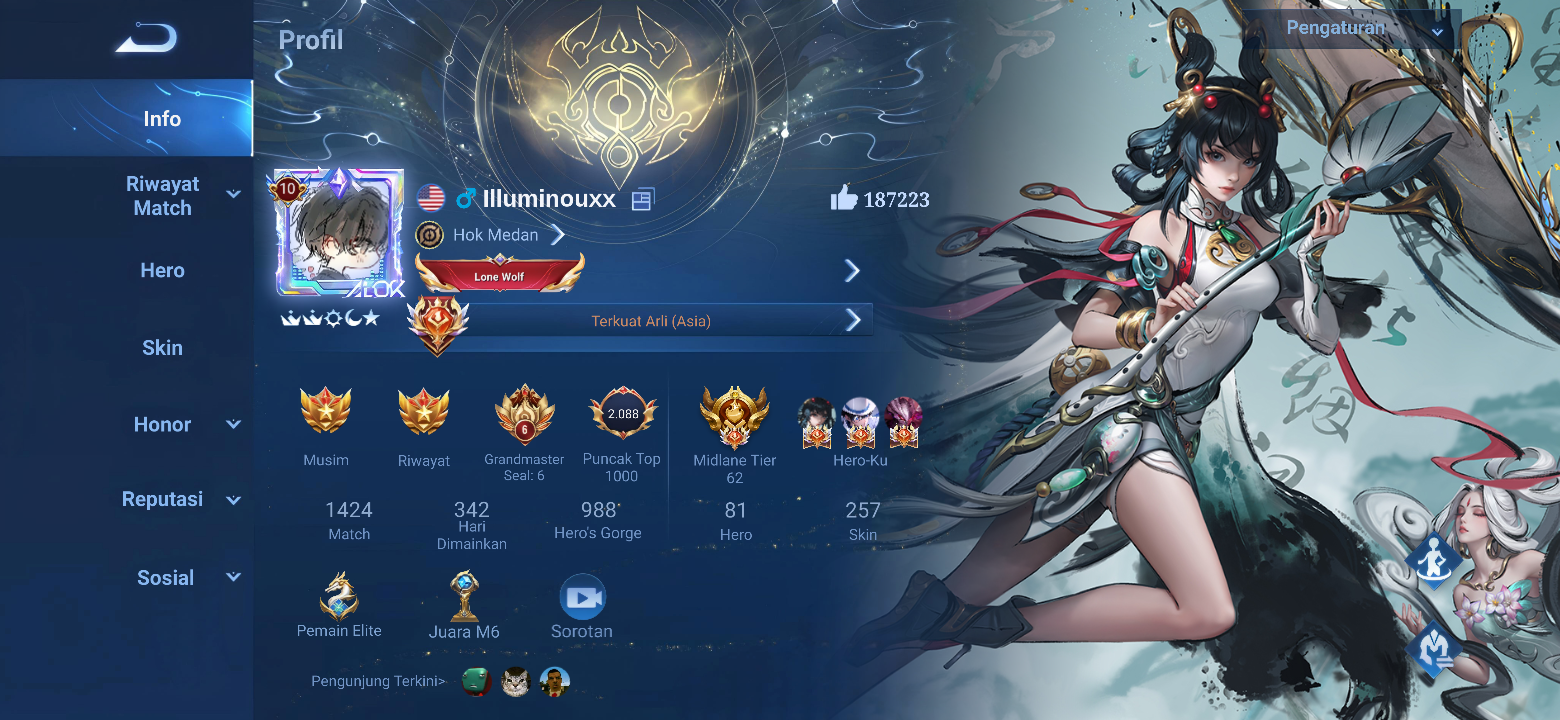 Profil
Pengaturan
Info
Riwayat
Match
Hero
Skin
Honor
Reputasi
Sosial
10
Illuminouxx
187223
Hok Medan
Lone Wolf
Terkuat Arli (Asia)
6
2.088
Musim
Riwayat
Grandmaster
Seal: 6
Puncak Top
1000
Midlane Tier
62
Hero-Ku
1424
Match
342
Hari
Dimainkan
988
Hero's Gorge
81
Hero
257
Skin
Pemain Elite
Juara M6
Sorotan
Pengunjung Terkini>